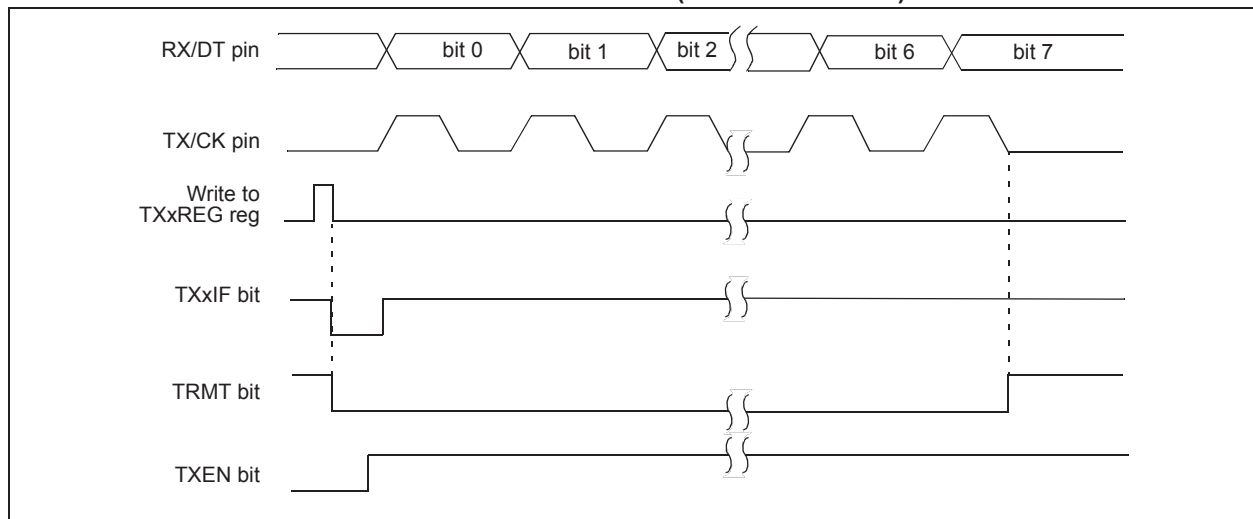 RX/DT pin
bit 0
bit 1
bit 2
bit 6
bit 7
TX/CK pin
Write to
TXxREG reg
TXxIF bit
TRMT bit
TXEN bit